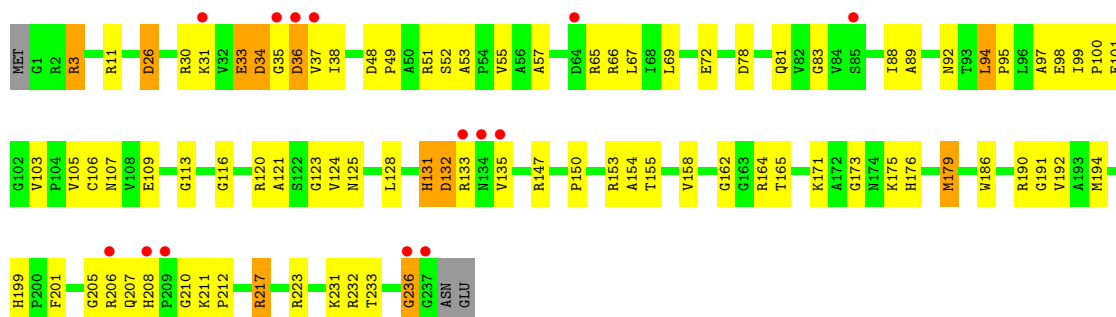 MET G1 R2 R3 R11 D26 R30 K31 V32 E33 D34 G35 D36 V37 I38 D48 P49 A50 R51 S52 A53 P54 V55 A56 A57 D64 R65 R66 L67 I68 L69 E72 D78 Q81 V82 G83 V84 S85 I88 A89 N92 T93 L94 P95 L96 A97 E98 I99 P100 E101
G102 V103 P104 V105 C106 N107 V108 E109 G113 G116 R120 A121 S122 G123 V124 N125 L128 H131 D132 R133 N134 V135 R147 P150 R153 A154 T155 V158 G162 G163 R164 T165 K171 A172 G173 N174 K175 H176 M179 W186 R190 G191 V192 A193 M194
H199 P200 F201 G205 R206 Q207 H208 P209 G210 K211 P212 R217 R223 K231 R232 T233 G236 G237 ASN GLU